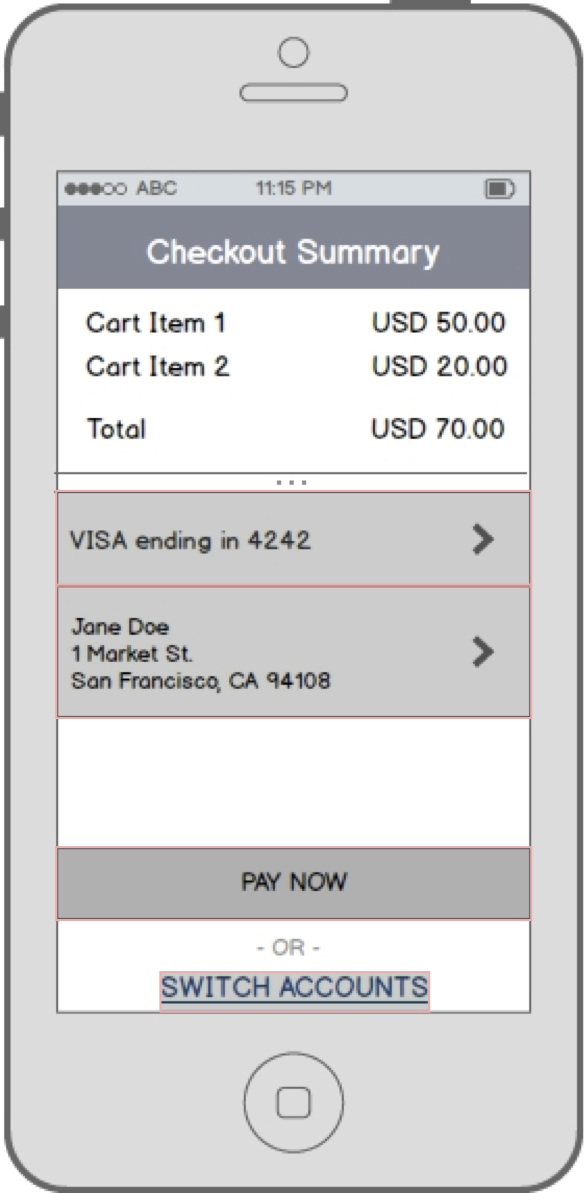 ABC 11:15 PM
Checkout Summary
Cart Item 1 USD 50.00
Cart Item 2 USD 20.00
Total USD 70.00
...
VISA ending in 4242
Jane Doe
1 Market St.
San Francisco, CA 94108
PAY NOW
- OR -
SWITCH ACCOUNTS